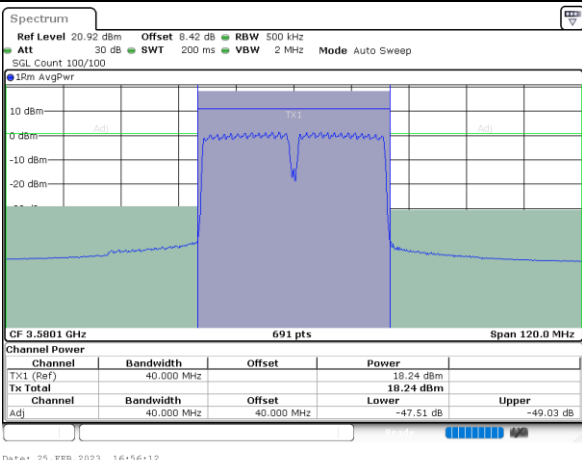 Spectrum
Ref Level 20.92 dBm Offset 8.42 dB RBW 500 kHz
Att 30 dB SWT 200 ms VBW 2 MHz Mode Auto Sweep
SGL Count 100/100
1Rm AvgPwr
10 dBm
TX1
Adj
Adj
0 dBm
-10 dBm
-20 dBm
CF 3.5801 GHz 691 pts Span 120.0 MHz
Channel Power
Channel Bandwidth Offset Power
TX1 (Ref) 40.000 MHz 18.24 dBm
Tx Total 18.24 dBm
Channel Bandwidth Offset Lower Upper
Adj 40.000 MHz 40.000 MHz -47.51 dB -49.03 dB
Ready
Date: 25.FEB.2023 16:56:12